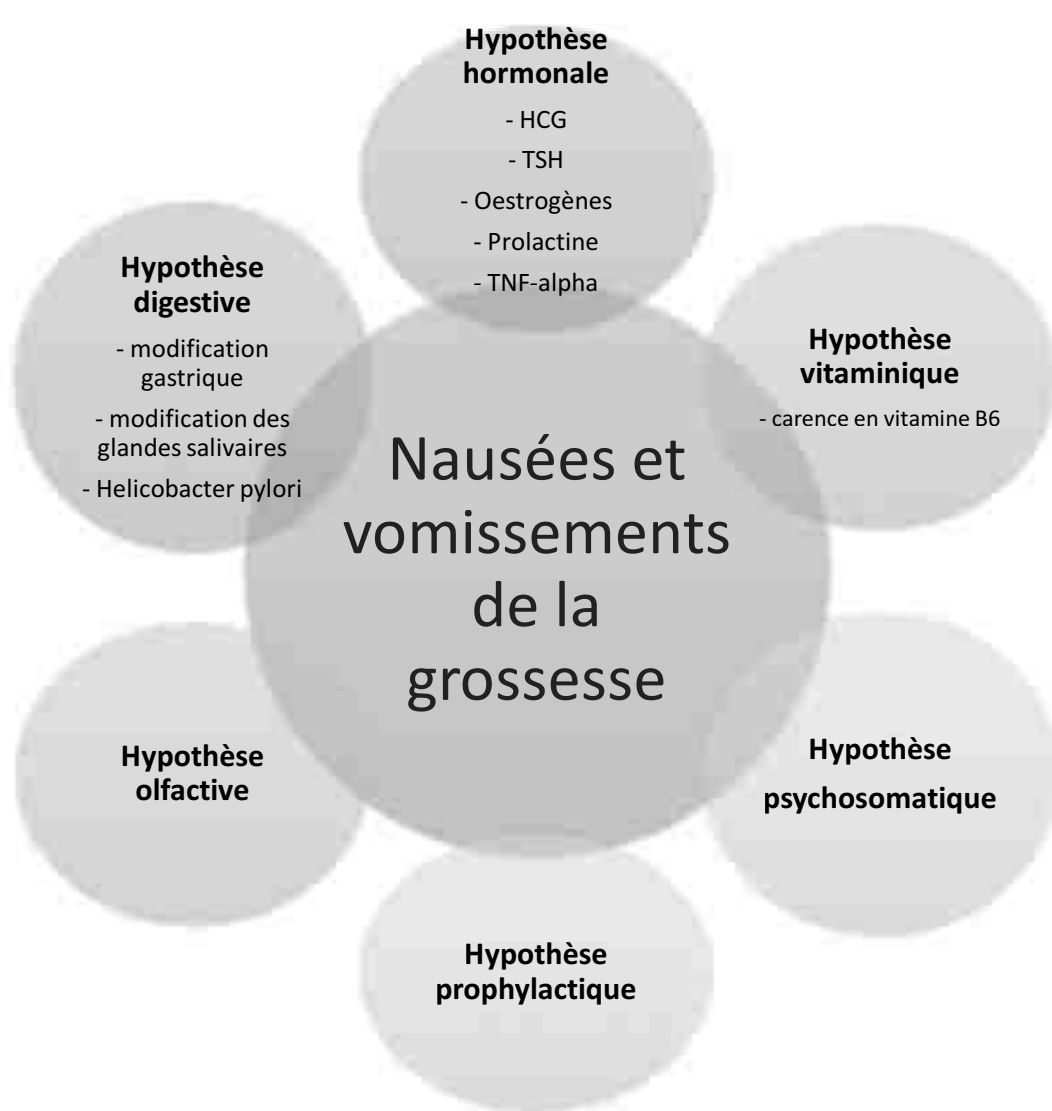 Hypothèse
hormonale
- HCG
- TSH
- Oestrogènes
- Prolactine
- TNF-alpha
Hypothèse
vitaminique
- carence en vitamine B6
Hypothèse
psychosomatique
Hypothèse
prophylactique
Hypothèse
olfactive
Hypothèse
digestive
- modification
gastrique
- modification des
glandes salivaires
- Helicobacter pylori
Nausées et
vomissements
de la
grossesse